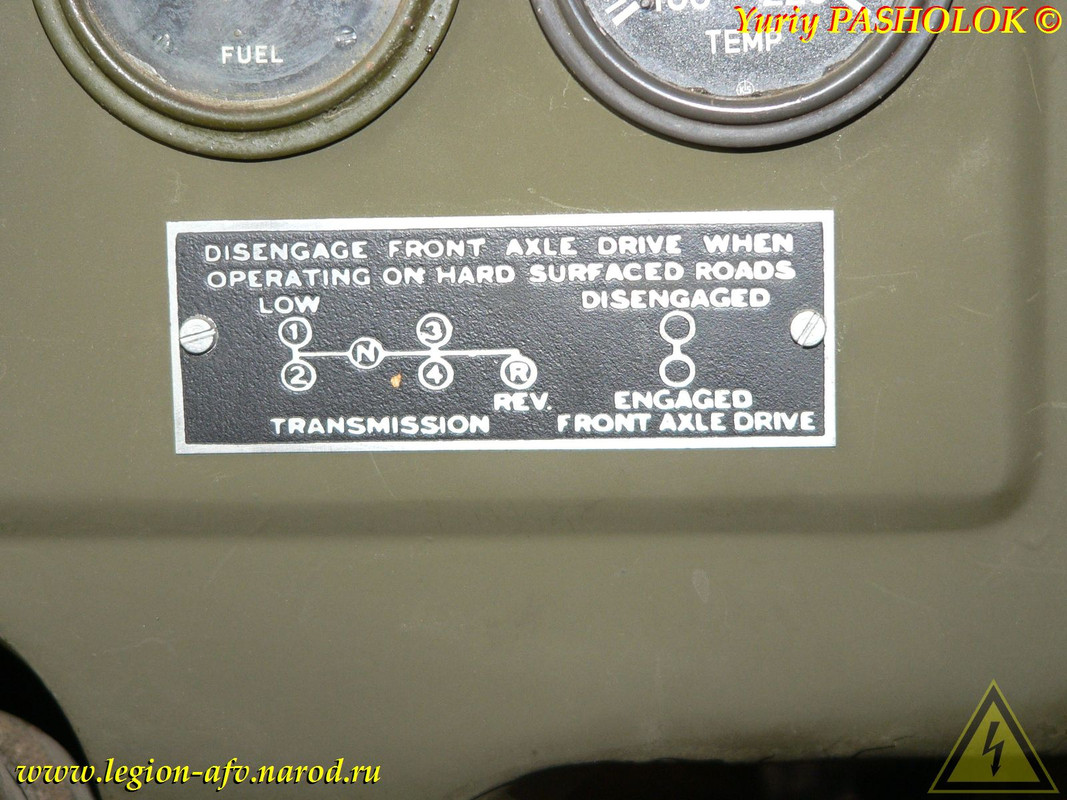 Yuriy PASHOLOK ©
FUEL
TEMP
DISENGAGE FRONT AXLE DRIVE WHEN
OPERATING ON HARD SURFACED ROADS
LOW
DISENGAGED
1 3
N
2 4 R
REV.
ENGAGED
TRANSMISSION
FRONT AXLE DRIVE
www.legion-afv.narod.ru